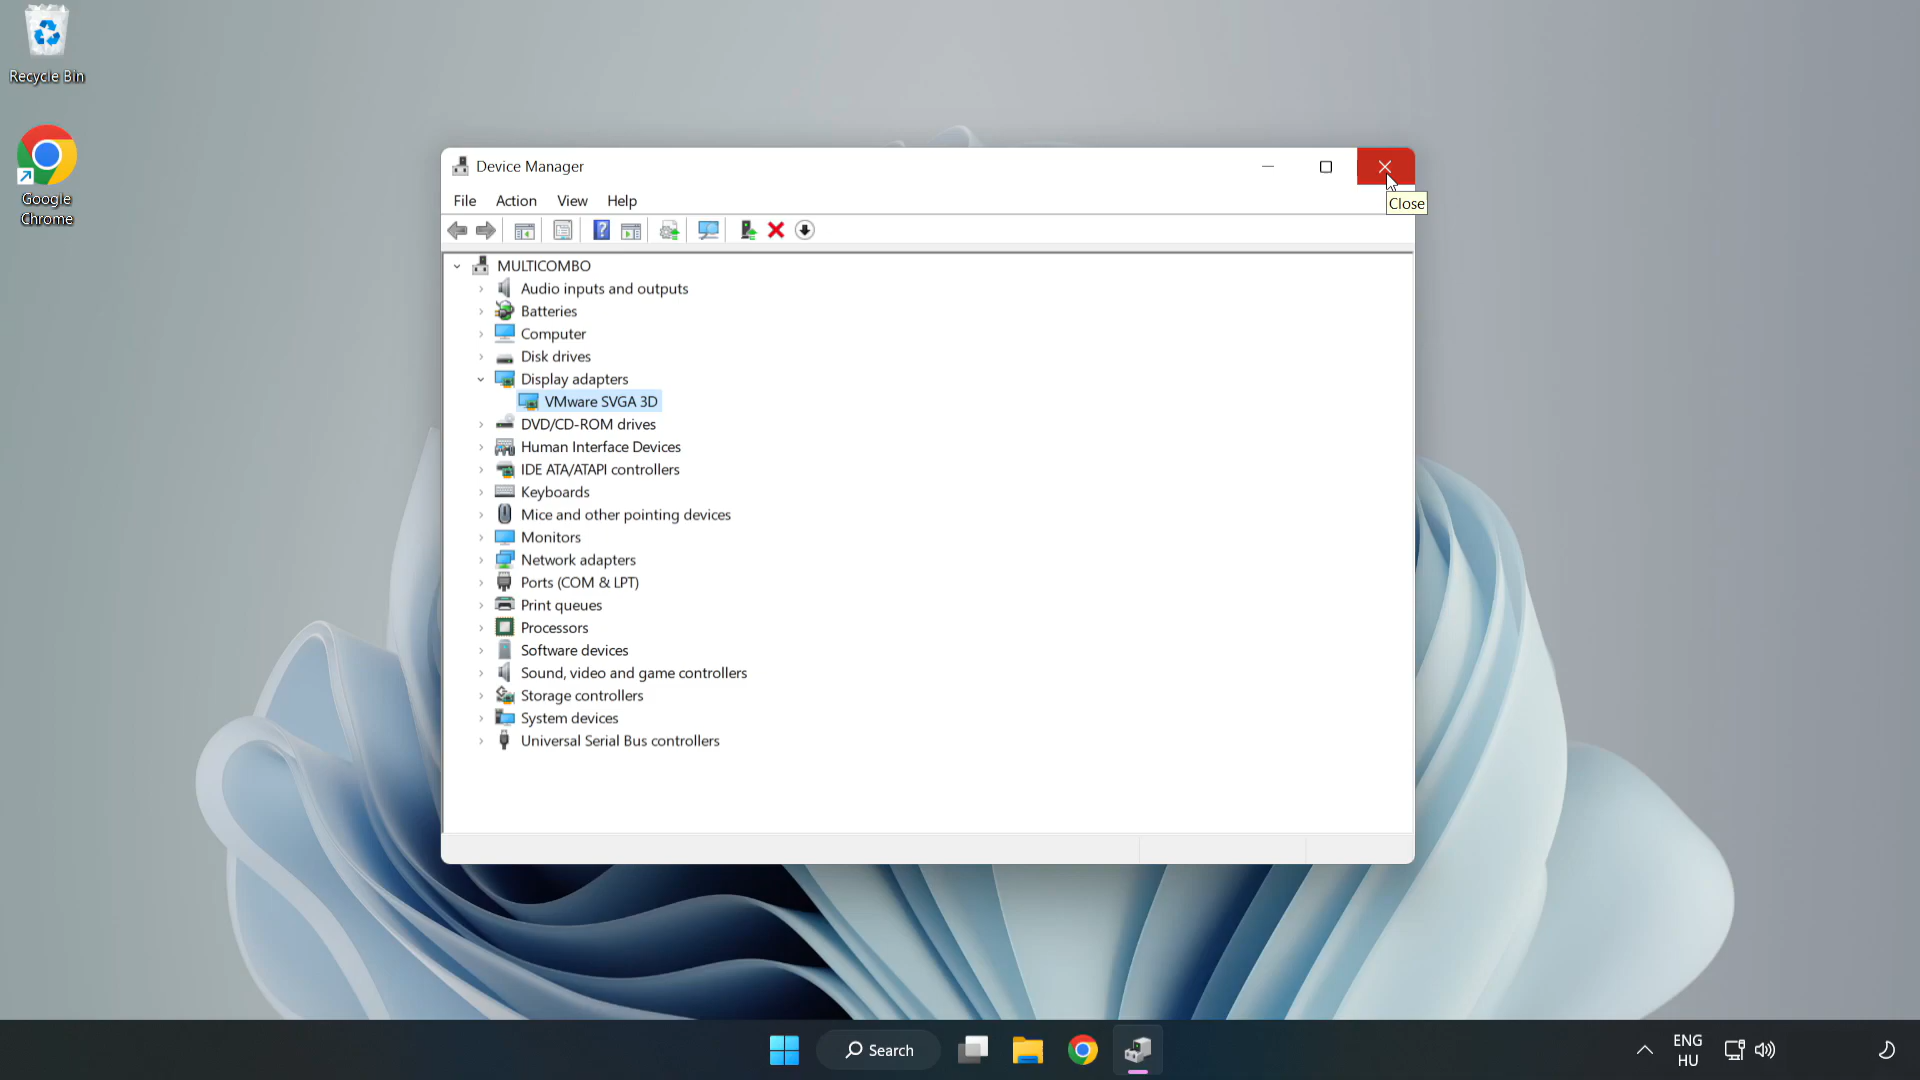 Recycle Bin
Google
Chrome
Device Manager
Close
File Action View Help
MULTICOMBO
Audio inputs and outputs
Batteries
Computer
Disk drives
Display adapters
VMware SVGA 3D
DVD/CD-ROM drives
Human Interface Devices
IDE ATA/ATAPI controllers
Keyboards
Mice and other pointing devices
Monitors
Network adapters
Ports (COM & LPT)
Print queues
Processors
Software devices
Sound, video and game controllers
Storage controllers
System devices
Universal Serial Bus controllers
Search
ENG
HU